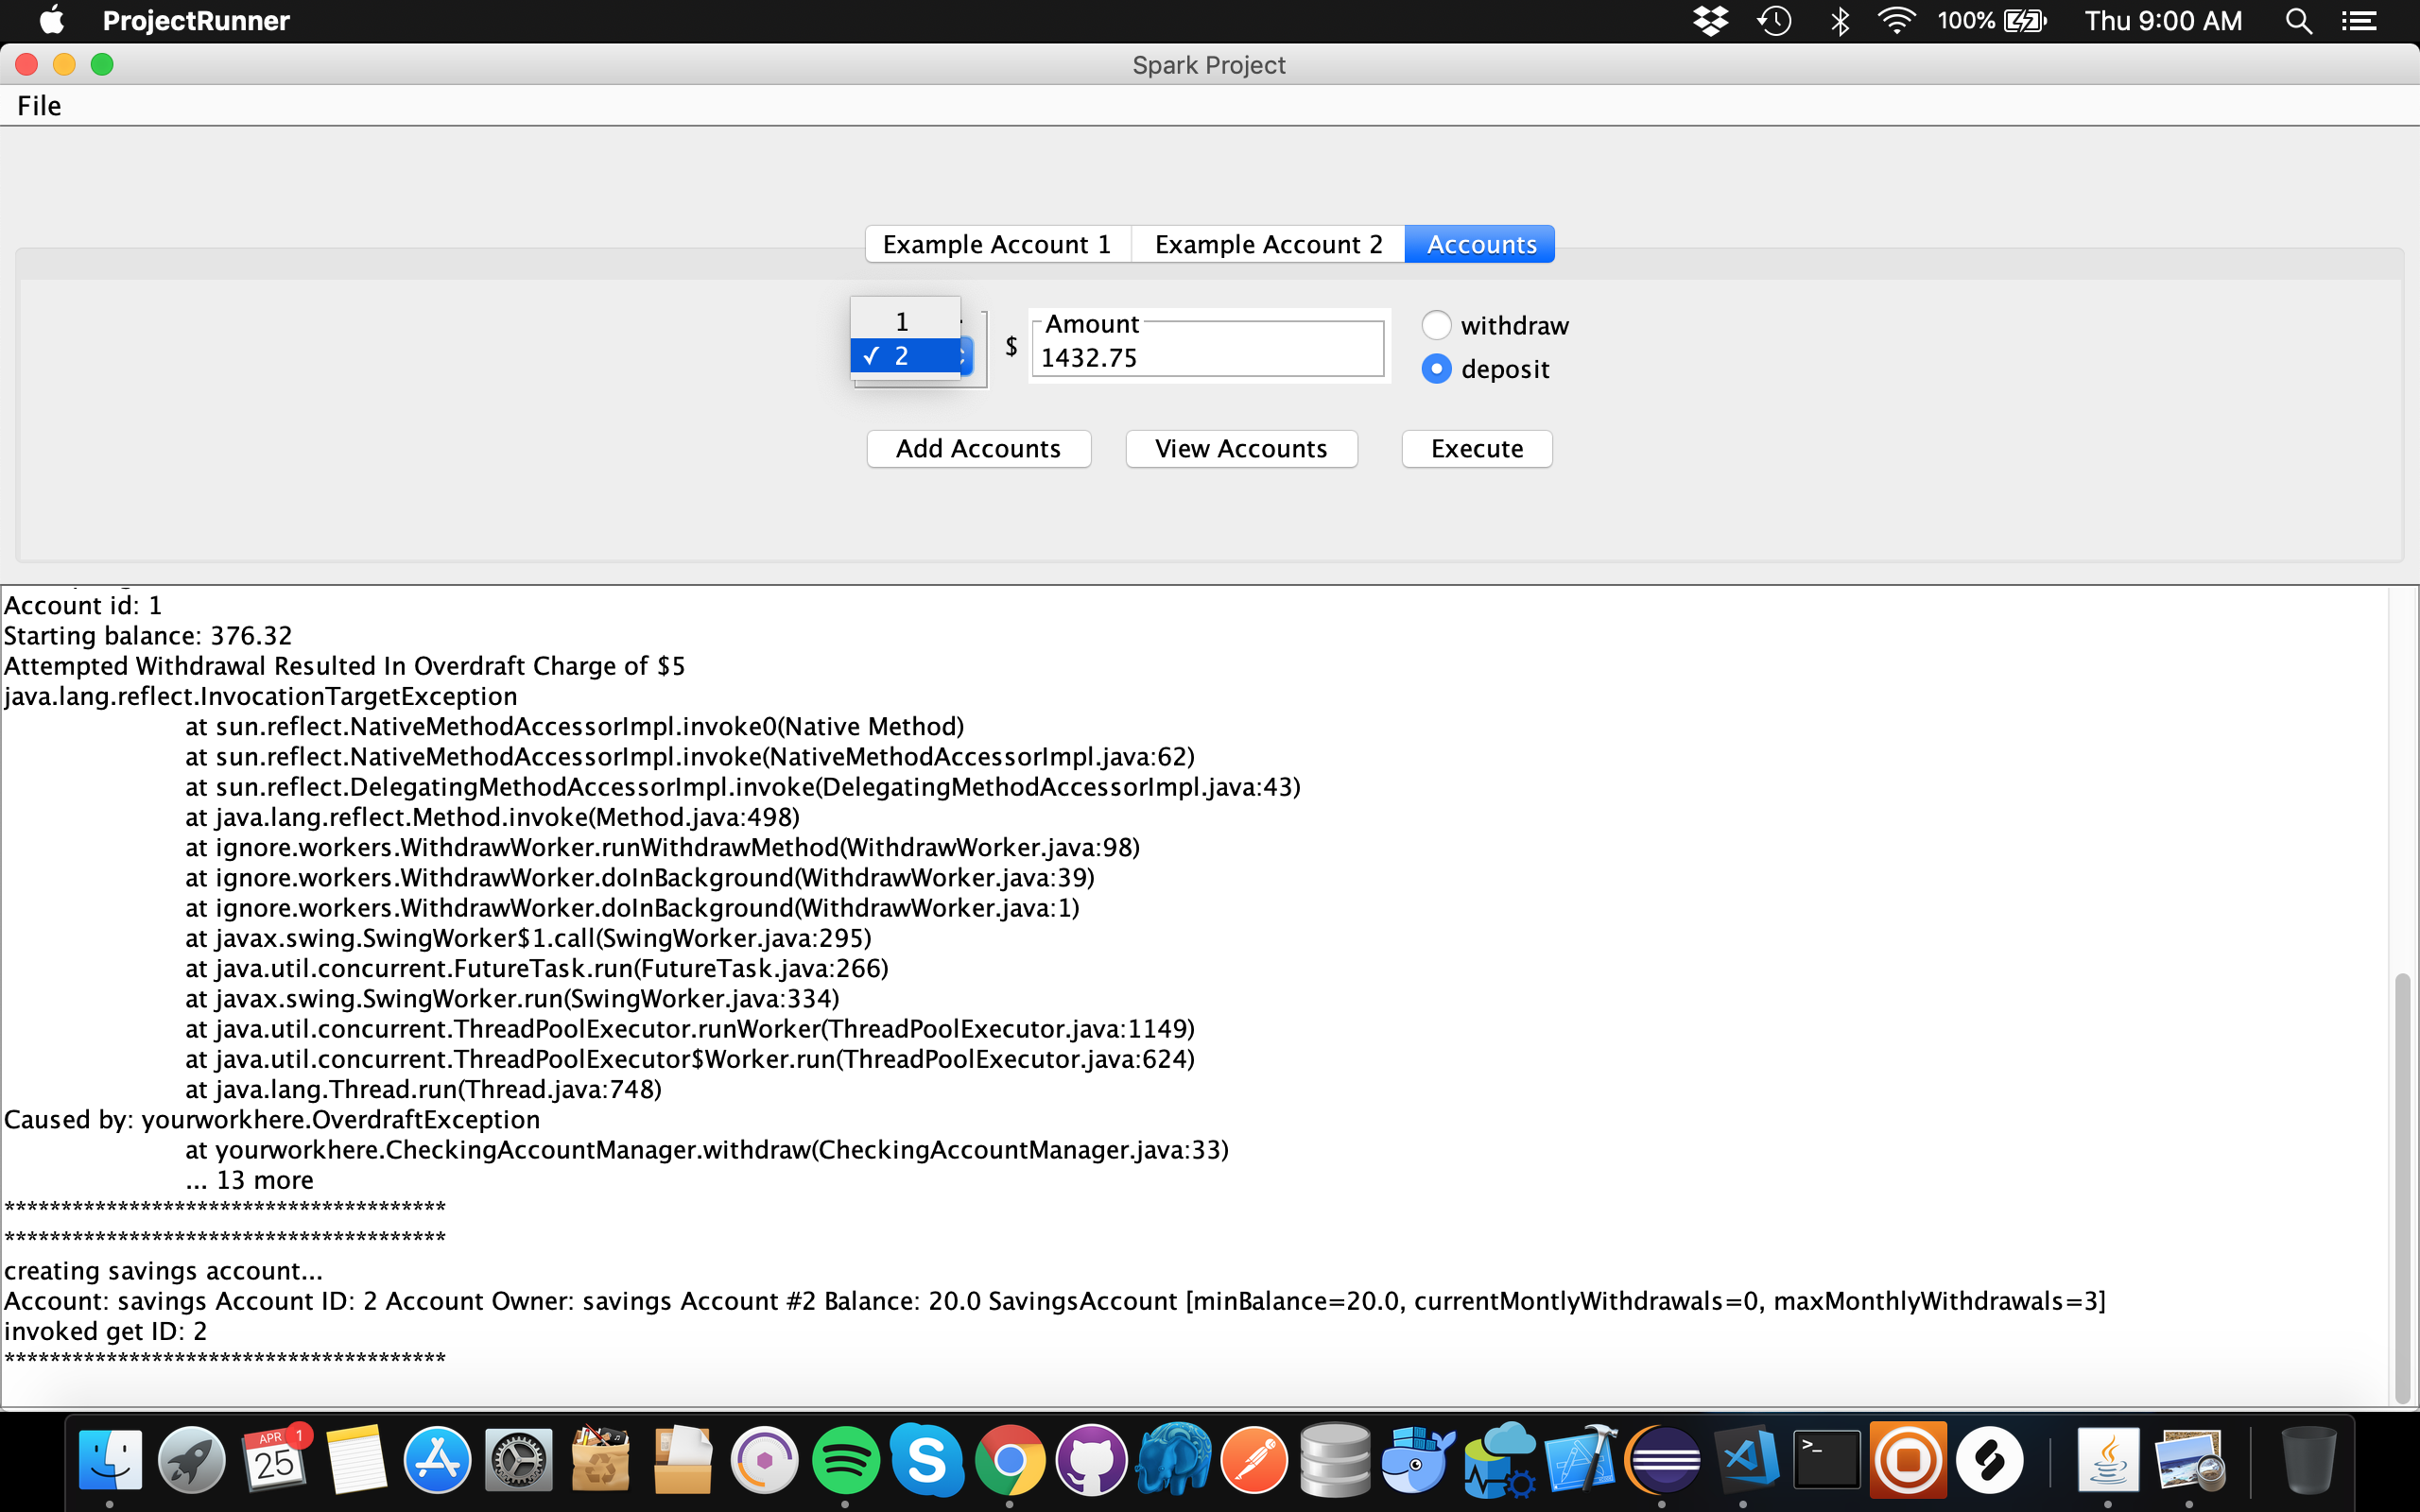 ProjectRunner 100% Thu 9:00 AM
Spark Project
File
Example Account 1 Example Account 2 Accounts
1
✓ 2
$
Amount
1432.75
withdraw
deposit
Add Accounts View Accounts Execute
Account id: 1
Starting balance: 376.32
Attempted Withdrawal Resulted In Overdraft Charge of $5
java.lang.reflect.InvocationTargetException
at sun.reflect.NativeMethodAccessorImpl.invoke0(Native Method)
at sun.reflect.NativeMethodAccessorImpl.invoke(NativeMethodAccessorImpl.java:62)
at sun.reflect.DelegatingMethodAccessorImpl.invoke(DelegatingMethodAccessorImpl.java:43)
at java.lang.reflect.Method.invoke(Method.java:498)
at ignore.workers.WithdrawWorker.runWithdrawMethod(WithdrawWorker.java:98)
at ignore.workers.WithdrawWorker.doInBackground(WithdrawWorker.java:39)
at ignore.workers.WithdrawWorker.doInBackground(WithdrawWorker.java:1)
at javax.swing.SwingWorker$1.call(SwingWorker.java:295)
at java.util.concurrent.FutureTask.run(FutureTask.java:266)
at javax.swing.SwingWorker.run(SwingWorker.java:334)
at java.util.concurrent.ThreadPoolExecutor.runWorker(ThreadPoolExecutor.java:1149)
at java.util.concurrent.ThreadPoolExecutor$Worker.run(ThreadPoolExecutor.java:624)
at java.lang.Thread.run(Thread.java:748)
Caused by: yourworkhere.OverdraftException
at yourworkhere.CheckingAccountManager.withdraw(CheckingAccountManager.java:33)
... 13 more
***************************************
***************************************
creating savings account...
Account: savings Account ID: 2 Account Owner: savings Account #2 Balance: 20.0 SavingsAccount [minBalance=20.0, currentMontlyWithdrawals=0, maxMonthlyWithdrawals=3]
invoked get ID: 2
***************************************
APR 1
25
S
>_